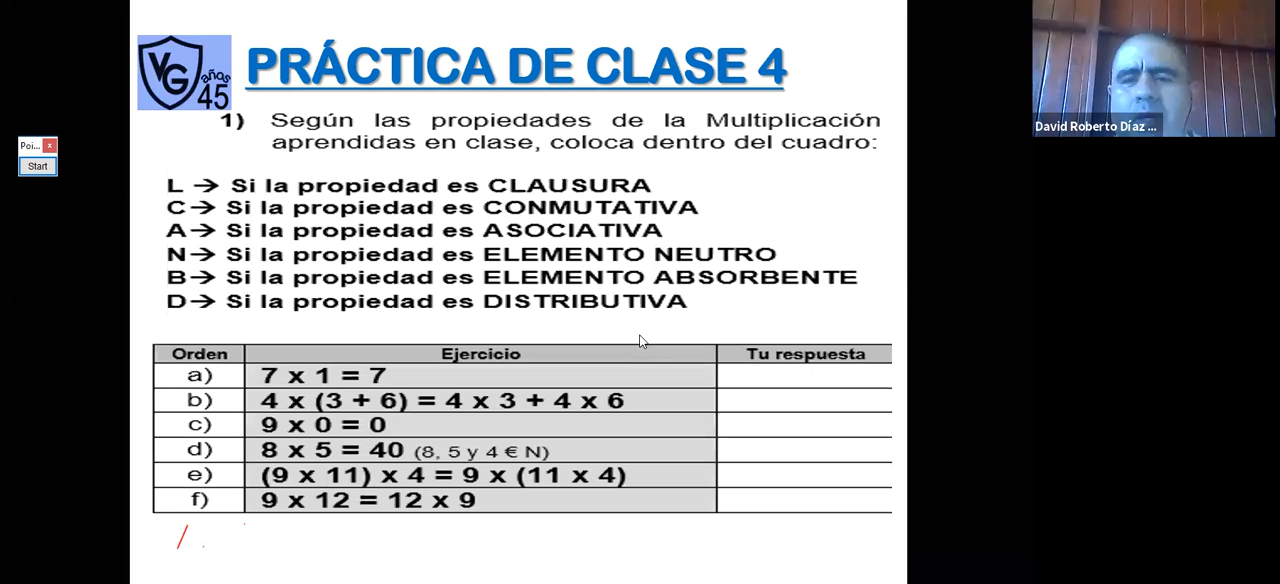 VG años 45
PRÁCTICA DE CLASE 4
1) Según las propiedades de la Multiplicación
aprendidas en clase, coloca dentro del cuadro:
Poi... x
Start
David Roberto Díaz ...
L → Si la propiedad es CLAUSURA
C→ Si la propiedad es CONMUTATIVA
A→ Si la propiedad es ASOCIATIVA
N→ Si la propiedad es ELEMENTO NEUTRO
B→ Si la propiedad es ELEMENTO ABSORBENTE
D→ Si la propiedad es DISTRIBUTIVA
Orden Ejercicio Tu respuesta
a) 7 x 1 = 7
b) 4 x (3 + 6) = 4 x 3 + 4 x 6
c) 9 x 0 = 0
d) 8 x 5 = 40 (8, 5 y 4 € N)
e) (9 x 11) x 4 = 9 x (11 x 4)
f) 9 x 12 = 12 x 9